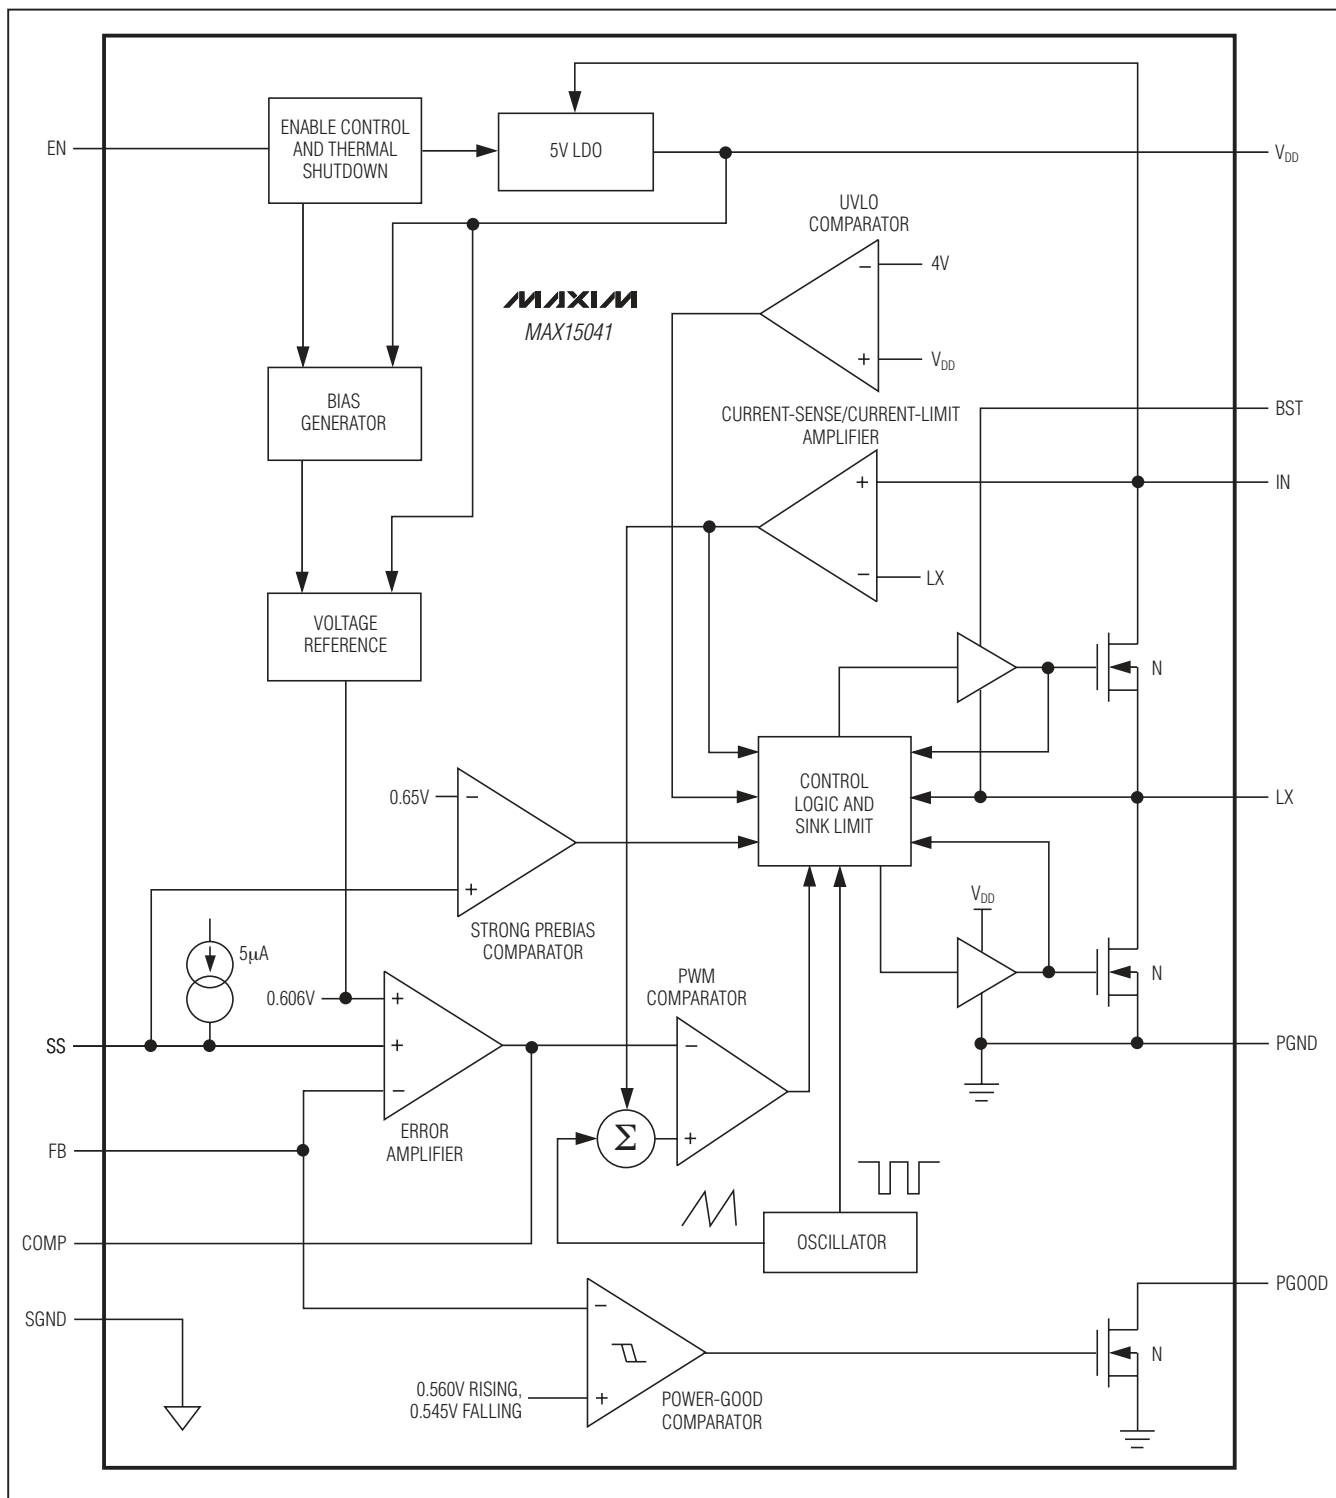 ENABLE CONTROL
AND THERMAL
SHUTDOWN
5V LDO
EN
VDD
UVLO
COMPARATOR
−
4V
+
VDD
MAXIM
MAX15041
BIAS
GENERATOR
CURRENT-SENSE/CURRENT-LIMIT
AMPLIFIER
BST
+
IN
−
LX
VOLTAGE
REFERENCE
N
CONTROL
LOGIC AND
SINK LIMIT
0.65V
−
LX
+
STRONG PREBIAS
COMPARATOR
VDD
5μA
N
PWM
COMPARATOR
0.606V
+
SS
+
−
PGND
−
ERROR
AMPLIFIER
Σ
+
FB
COMP
OSCILLATOR
PGOOD
SGND
−
N
0.560V RISING,
0.545V FALLING
+
POWER-GOOD
COMPARATOR